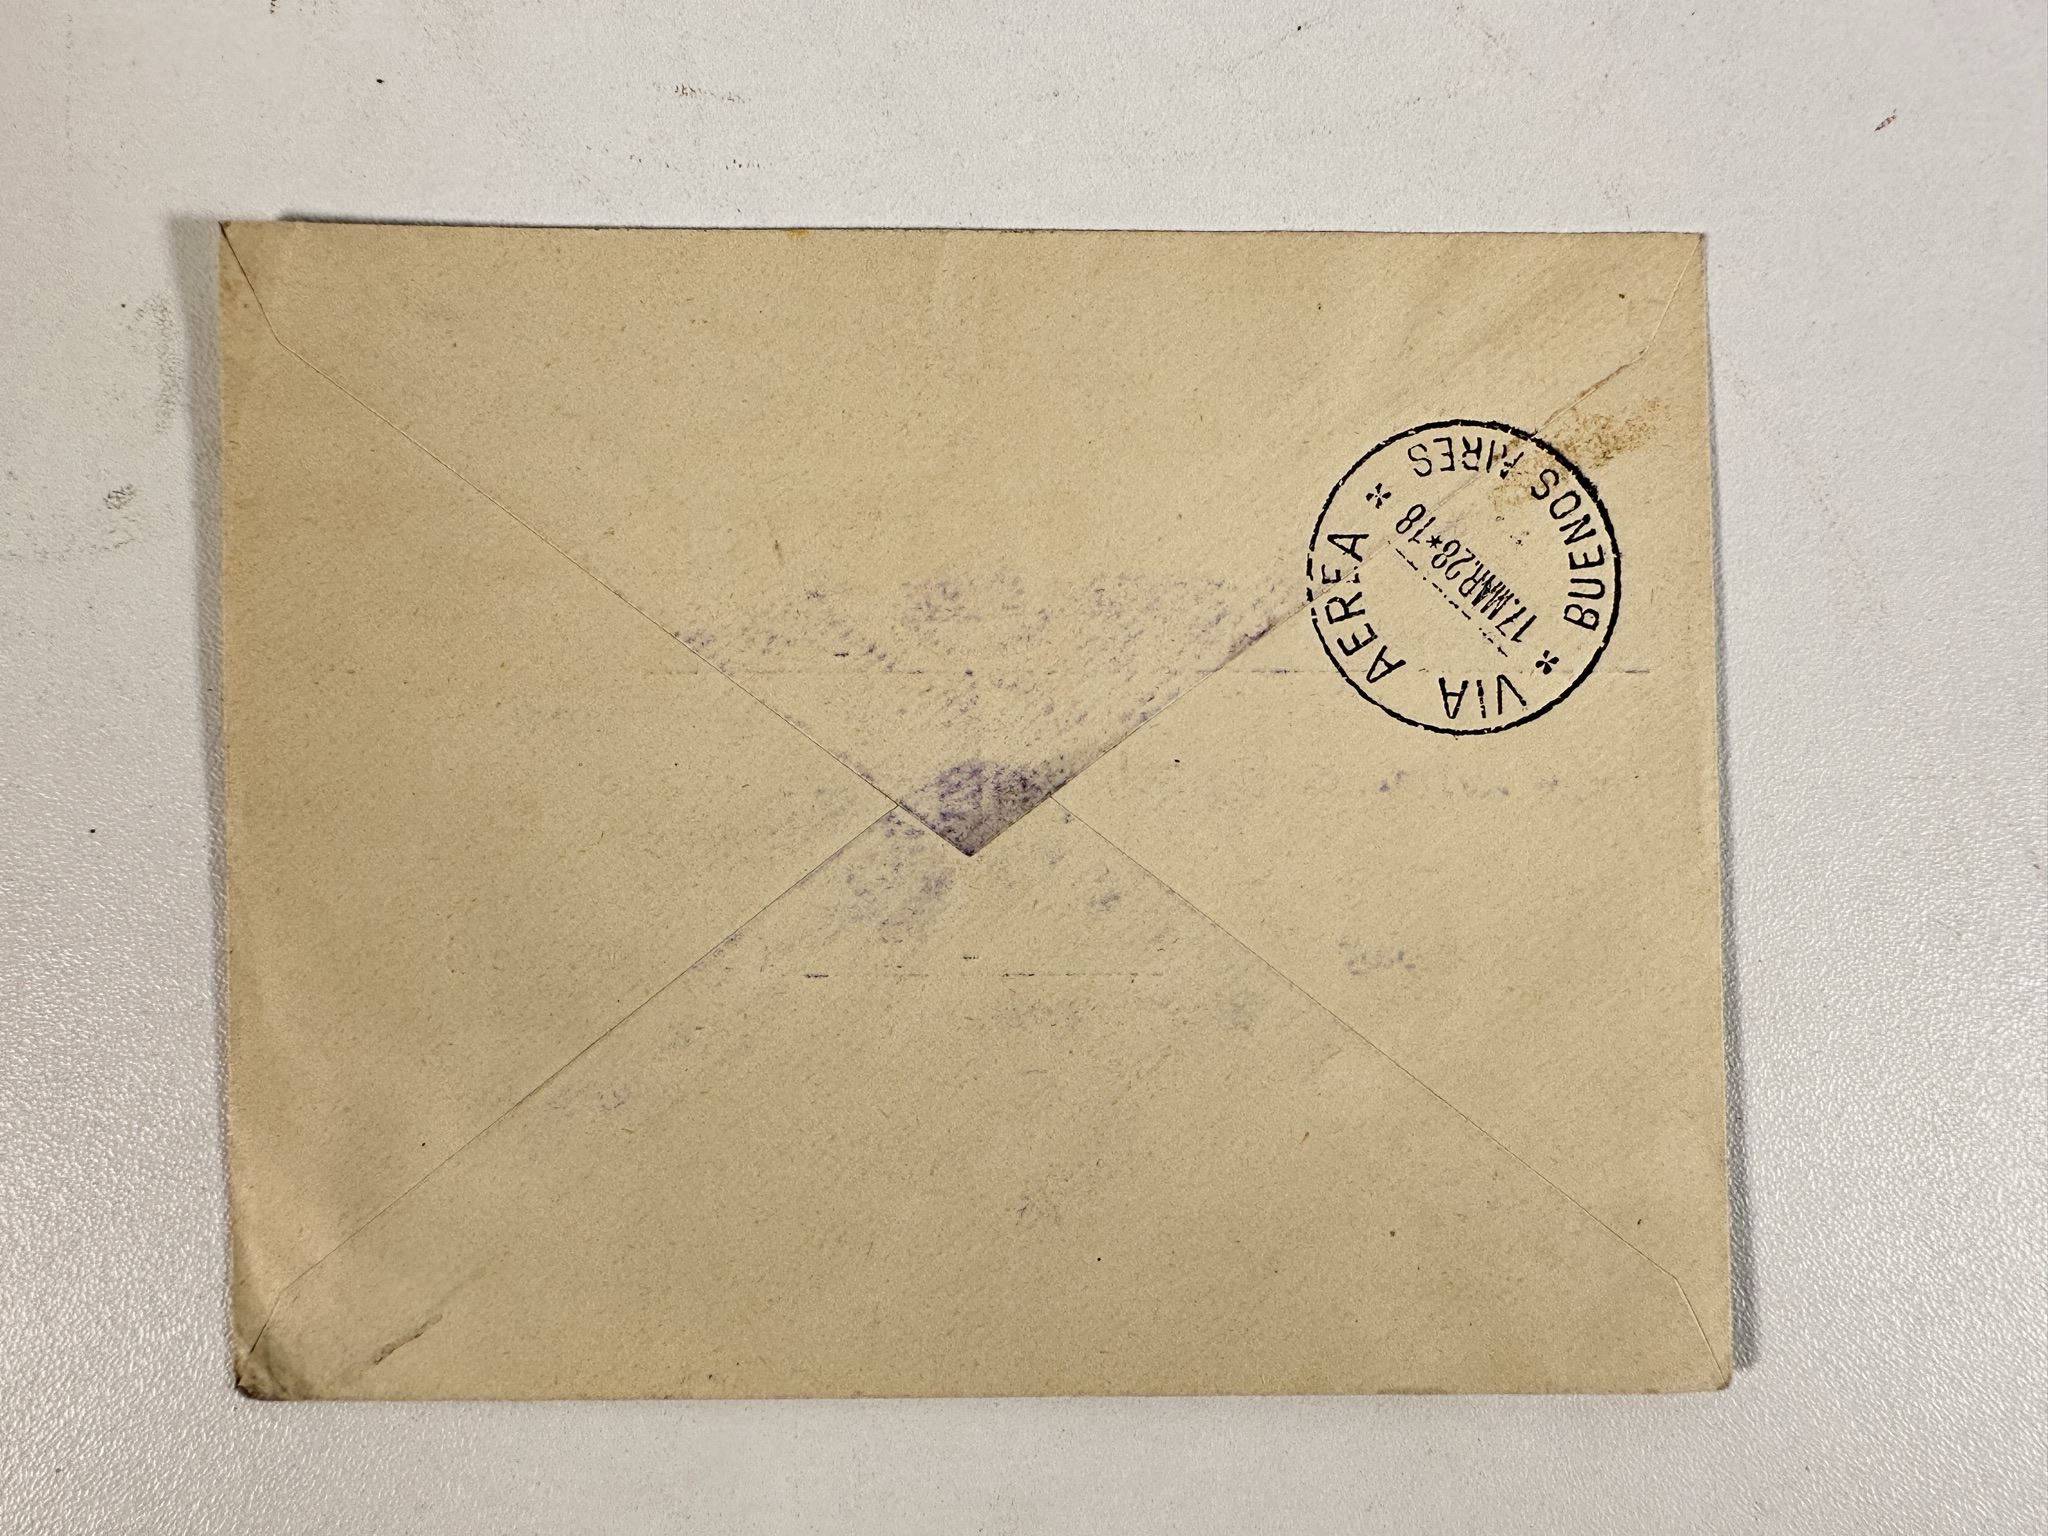 VIA AEREA
17.MAR.28*18
* BUENOS AIRES *